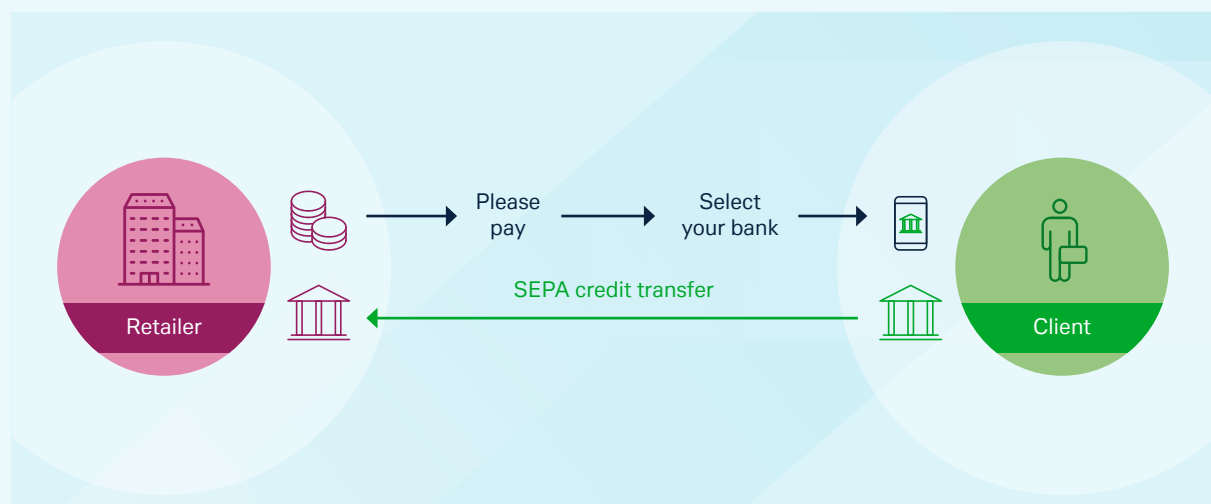 Please
pay
Select
your bank
SEPA credit transfer
Retailer
Client